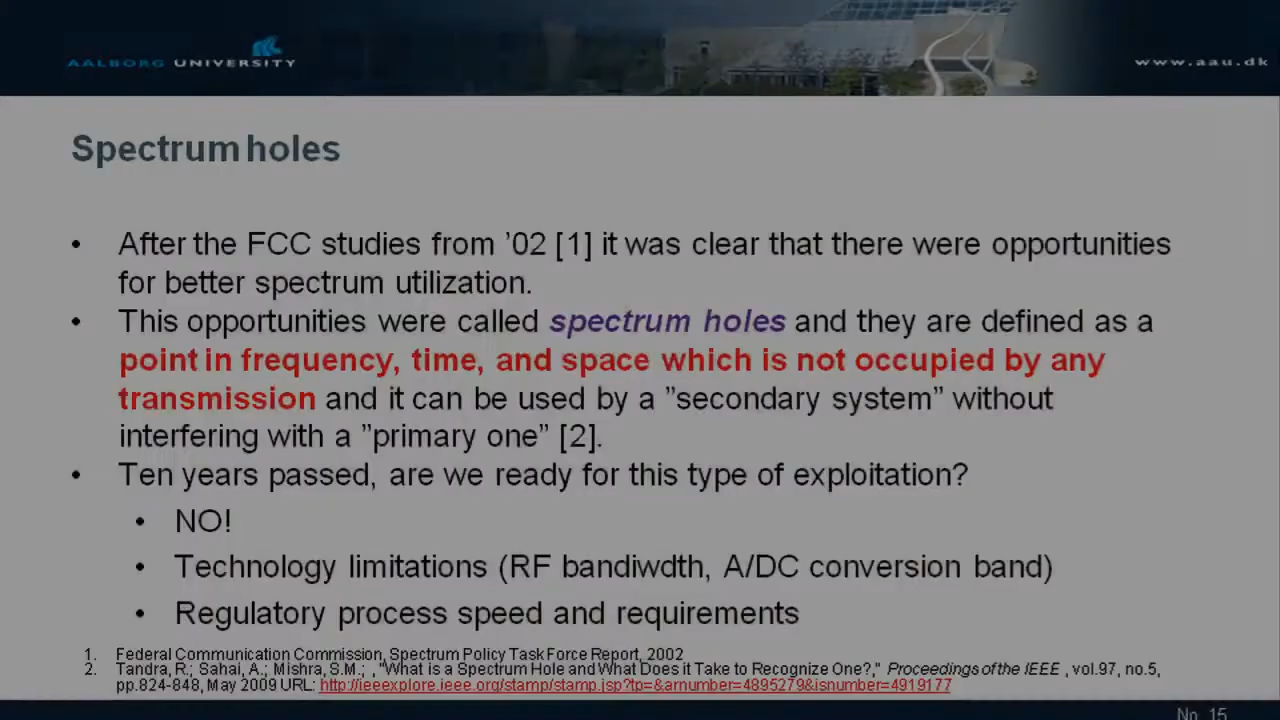 AALBORG UNIVERSITY
www.aau.dk
Spectrum holes
• After the FCC studies from ’02 [1] it was clear that there were opportunities
for better spectrum utilization.
• This opportunities were called spectrum holes and they are defined as a
point in frequency, time, and space which is not occupied by any
transmission and it can be used by a ”secondary system” without
interfering with a ”primary one” [2].
• Ten years passed, are we ready for this type of exploitation?
• NO!
• Technology limitations (RF bandiwdth, A/DC conversion band)
• Regulatory process speed and requirements
1. Federal Communication Commission, Spectrum Policy Task Force Report, 2002
2. Tandra, R.; Sahai, A.; Mishra, S.M.; , "What is a Spectrum Hole and What Does it Take to Recognize One?," Proceedings of the IEEE , vol.97, no.5,
pp.824-848, May 2009 URL: http://ieeexplore.ieee.org/stamp/stamp.jsp?tp=&arnumber=4895279&isnumber=4919177
No. 15